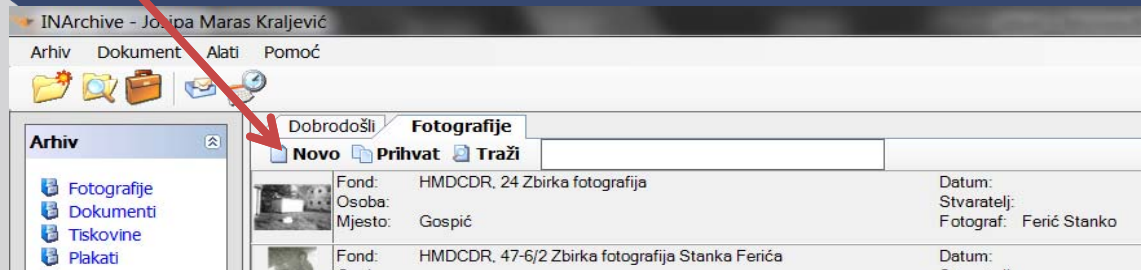 INArchive - Josipa Maras Kraljević
Arhiv Dokument Alati Pomoć
Arhiv
Fotografije
Dokumenti
Tiskovine
Plakati
Dobrodošli Fotografije
Novo Prihvat Traži
Fond: HMDCDR, 24 Zbirka fotografija Datum:
Osoba: Stvaratelj:
Mjesto: Gospić Fotograf: Ferić Stanko
Fond: HMDCDR, 47-6/2 Zbirka fotografija Stanka Ferića Datum: